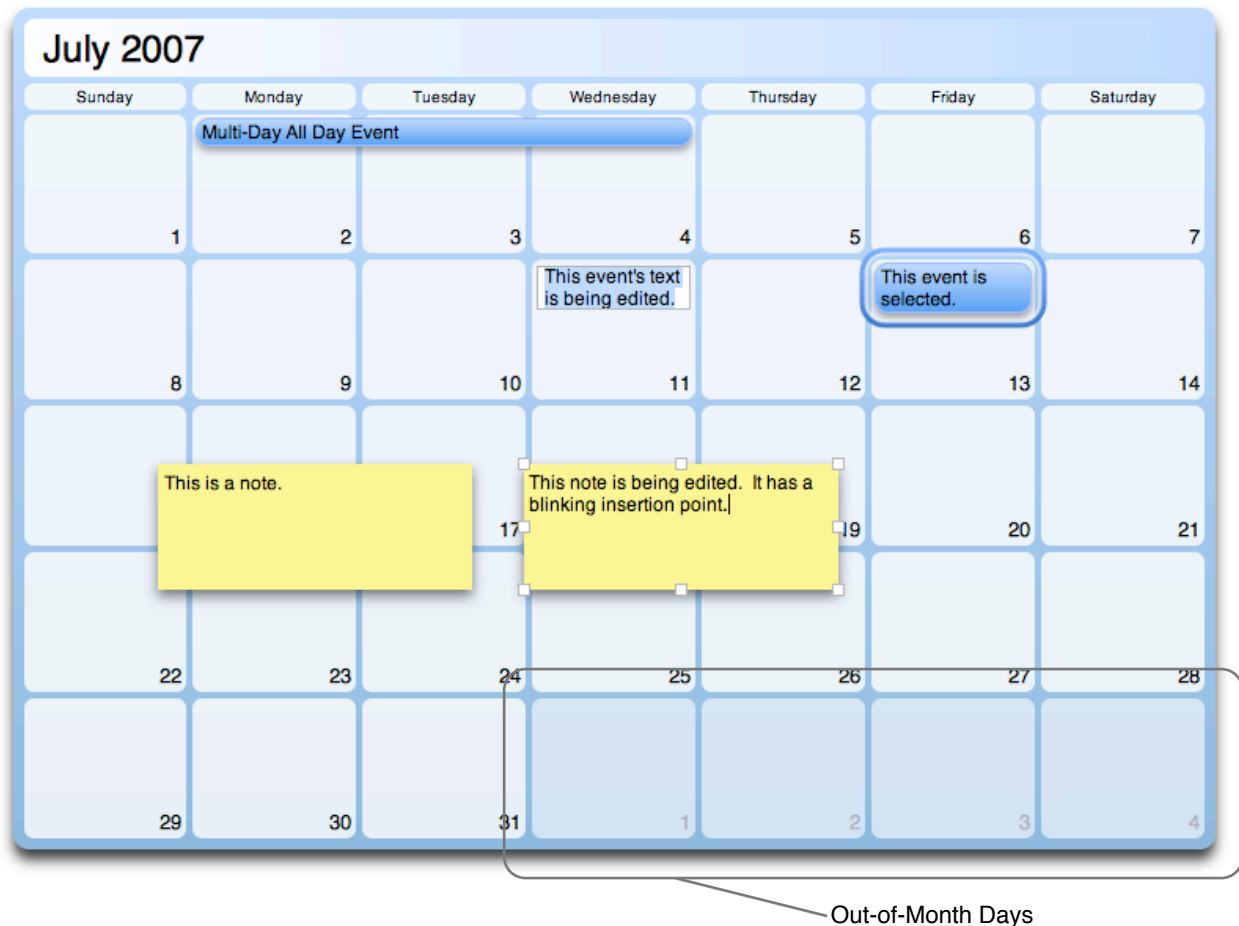 July 2007
Sunday Monday Tuesday Wednesday Thursday Friday Saturday
Multi-Day All Day Event
1 2 3 4 5 6 7
This event's text
is being edited.
This event is
selected.
8 9 10 11 12 13 14
This is a note.
This note is being edited. It has a
blinking insertion point.
17 19 20 21
22 23 24 25 26 27 28
29 30 31 1 2 3 4
Out-of-Month Days